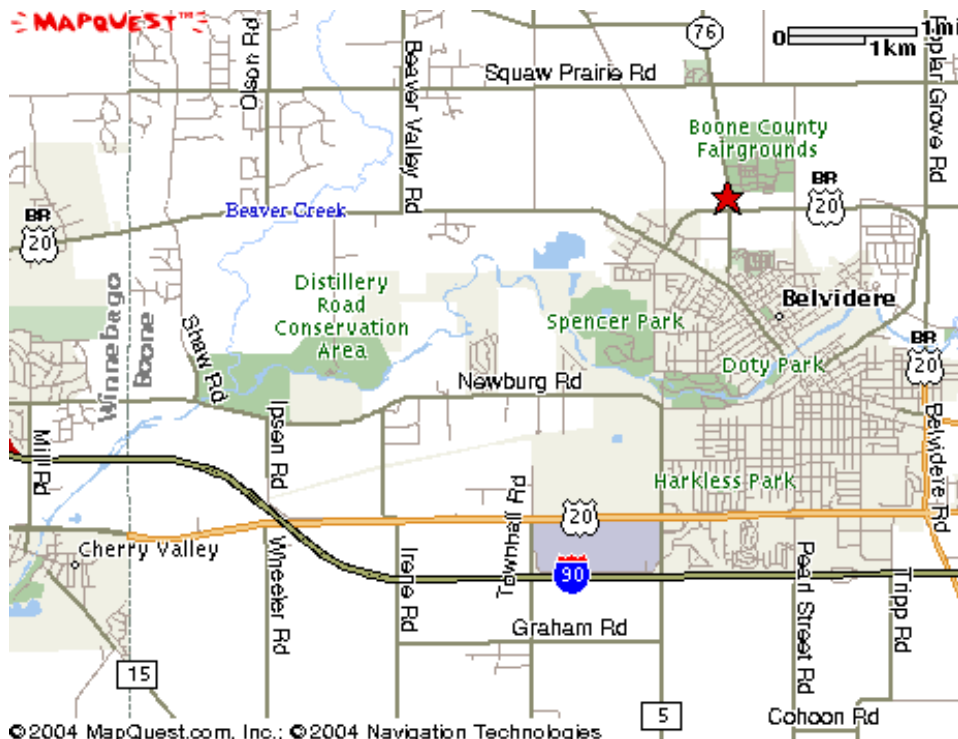 MAPQUEST™
76
0
1mi
1km
Olson Rd
Beaver Valley Rd
Squaw Prairie Rd
Poplar Grove Rd
Boone County
Fairgrounds
BR
20
BR
20
Beaver Creek
Winnebago
Boone
Distillery
Road
Conservation
Area
Belvidere
Spencer Park
Shaw Rd
Doty Park
BR
20
Newburg Rd
Mill Rd
Ipsen Rd
Belvidere Rd
Harkless Park
Townhall Rd
20
Cherry Valley
90
Wheeler Rd
Irene Rd
Pearl Street Rd
Tripp Rd
Graham Rd
15
5
Cohoon Rd
©2004 MapQuest.com, Inc.; ©2004 Navigation Technologies